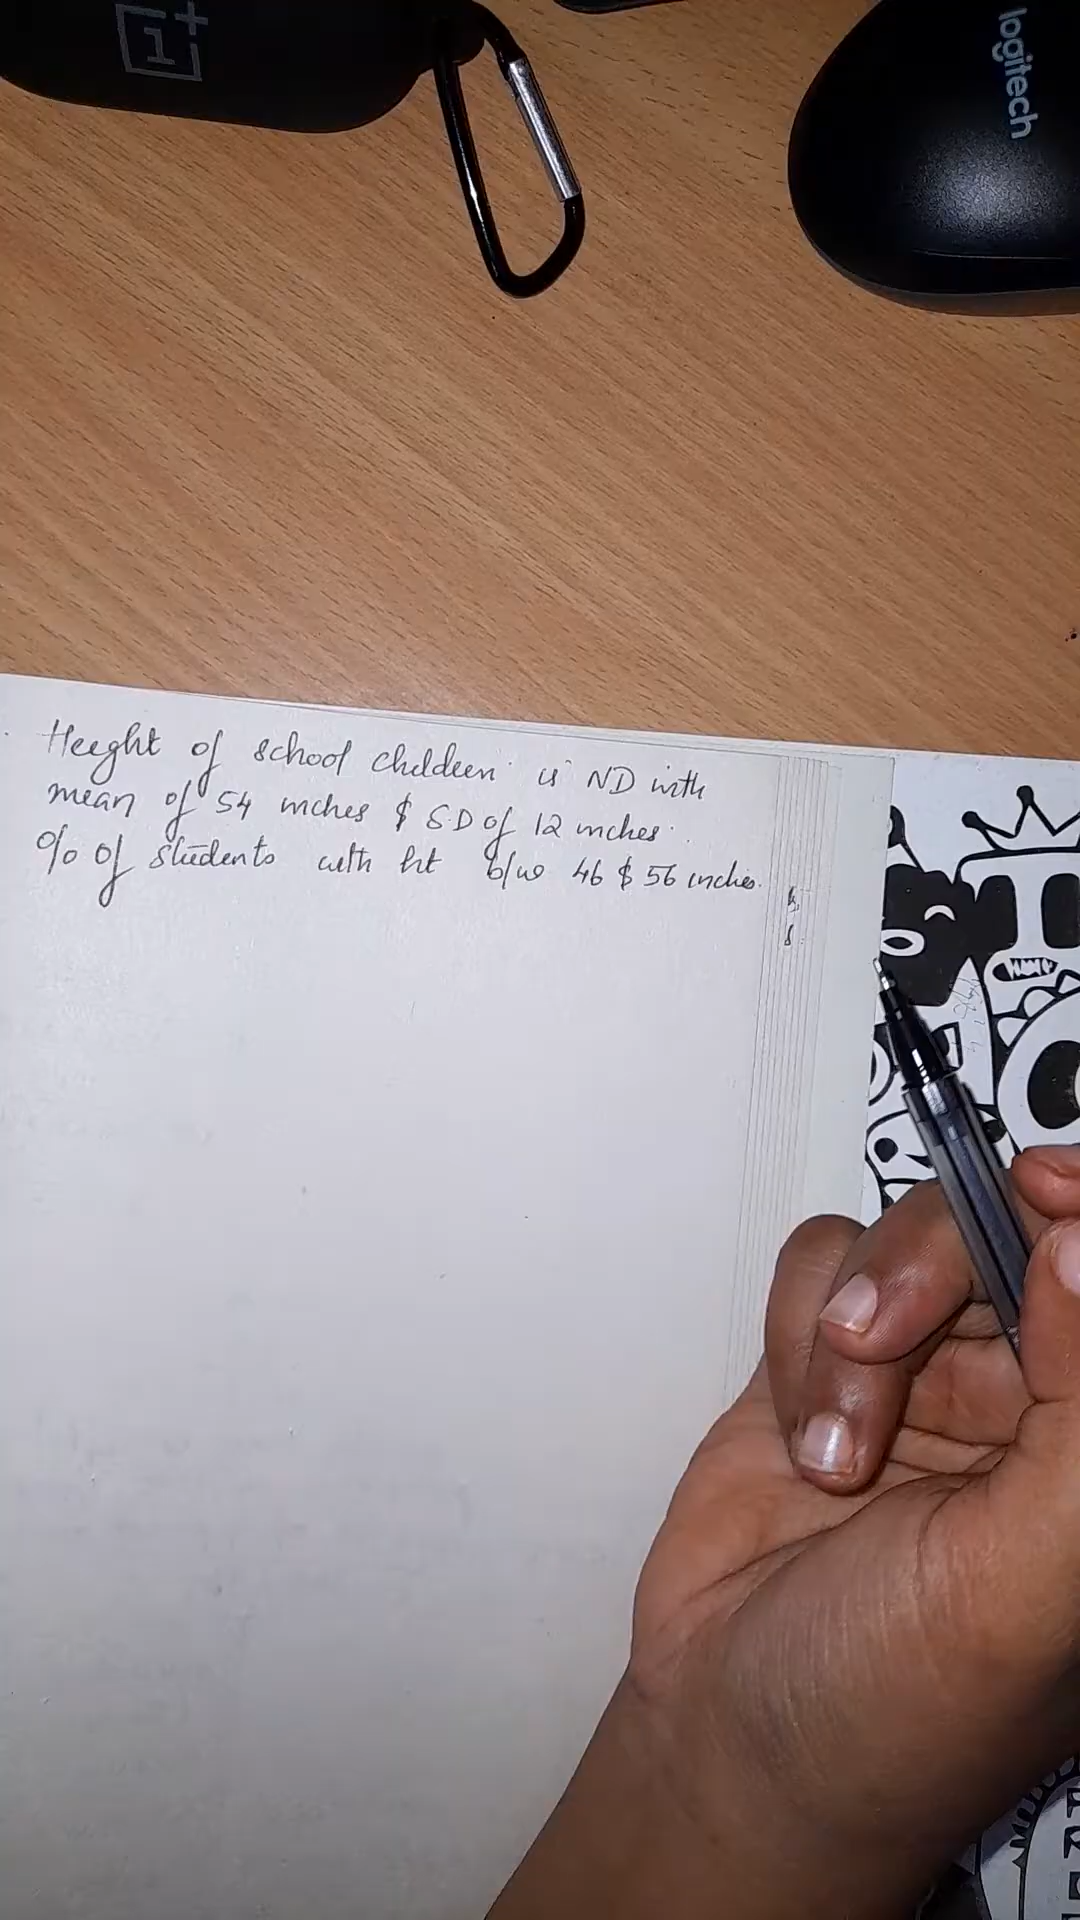 1+
logitech
Height of school children is ND with
mean of 54 inches & S.D of 12 inches.
% of students with ht b/w 46 & 56 inches.